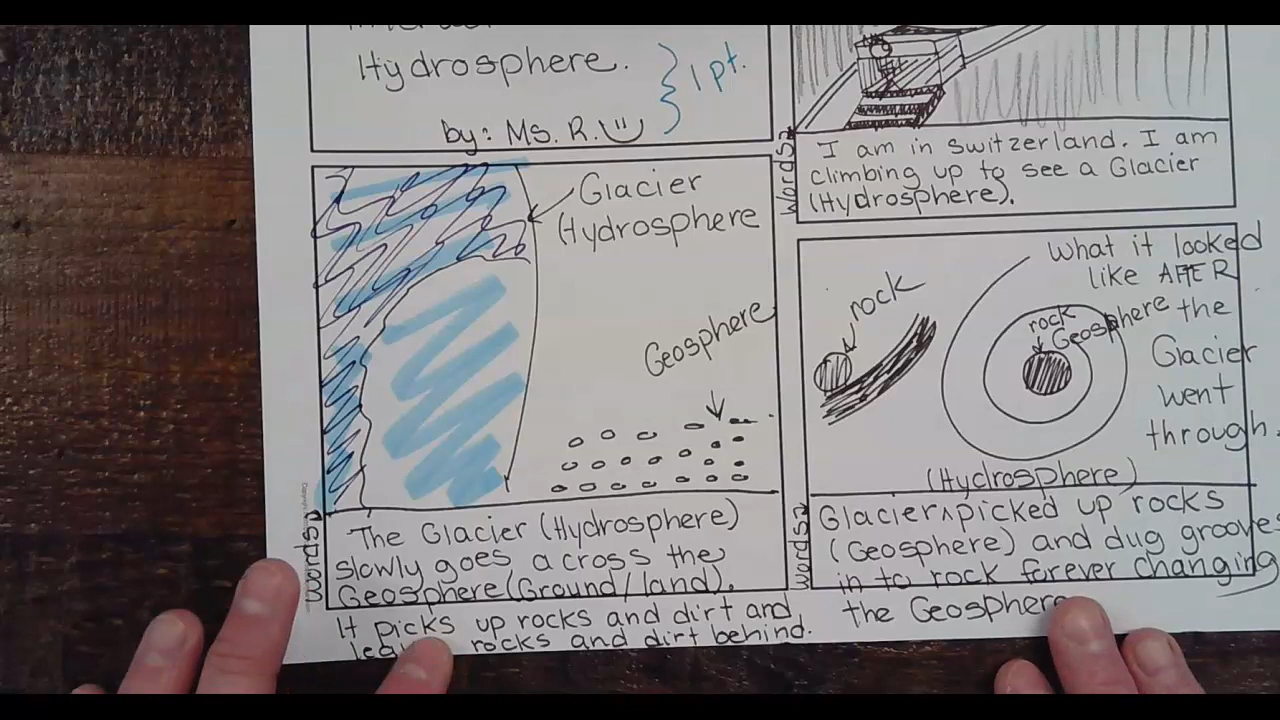 Hydrosphere.
by: Ms. R.
1 pt.
I am in Switzerland. I am
climbing up to see a Glacier
(Hydrosphere).
Words
Glacier
(Hydrosphere
Geosphere
Words
The Glacier (Hydrosphere)
slowly goes across the
Geosphere (Ground/land).
It picks up rocks and dirt and
rocks and dirt behind.
rock
What it looked
like AFTER
the
Glacier
went
through.
rock
Geosphere
Words
(Hydrosphere)
Glacier ^ picked up rocks
(Geosphere) and dug grooves
in to rock forever changing
the Geosphere